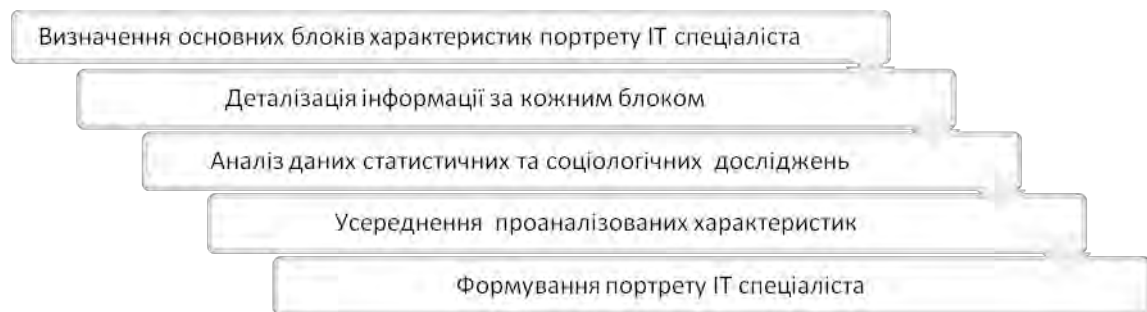 Визначення основних блоків характеристик портрету ІТ спеціаліста
Деталізація інформації за кожним блоком
Аналіз даних статистичних та соціологічних досліджень
Усереднення проаналізованих характеристик
Формування портрету ІТ спеціаліста